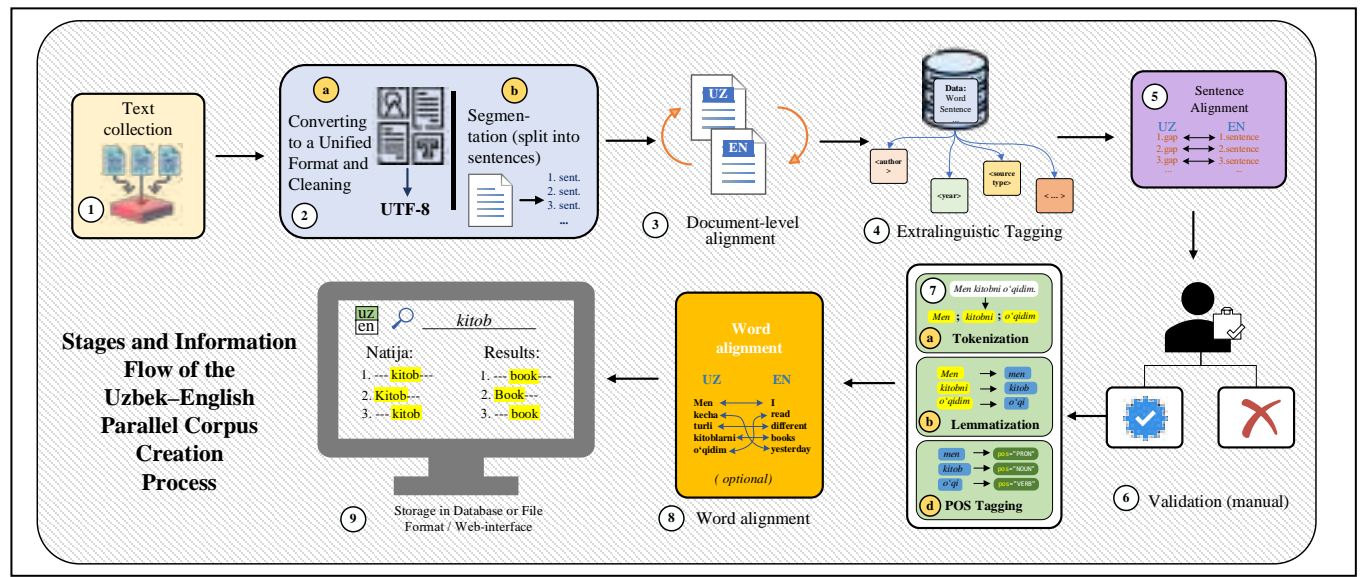 Text
collection
1
a
Converting
to a Unified
Format and
Cleaning
2
UTF-8
b
Segmen-
tation (split into
sentences)
1. sent.
2. sent.
3. sent.
...
UZ
EN
3
Document-level
alignment
Data:
Word
Sentence
...
<author
>
<year>
<source
type>
< ... >
4
Extralinguistic Tagging
5
Sentence
Alignment
UZ EN
1.gap 1.sentence
2.gap 2.sentence
3.gap 3.sentence
... ...
6
Validation (manual)
7
Men kitobni o‘qidim.
Men ; kitobni ; o‘qidim
a
Tokenization
Men men
kitobni kitob
o‘qidim o‘qi
b
Lemmatization
men pos="PRON"
kitob pos="NOUN"
o‘qi pos="VERB"
d
POS Tagging
Word
alignment
UZ EN
Men I
kecha read
turli different
kitoblarni books
o‘qidim yesterday
( optional)
8
Word alignment
uz
en
kitob
Natija: Results:
1. --- kitob--- 1. --- book---
2. Kitob--- 2. Book---
3. --- kitob 3. --- book
9
Storage in Database or File
Format / Web-interface
Stages and Information
Flow of the
Uzbek–English
Parallel Corpus
Creation
Process